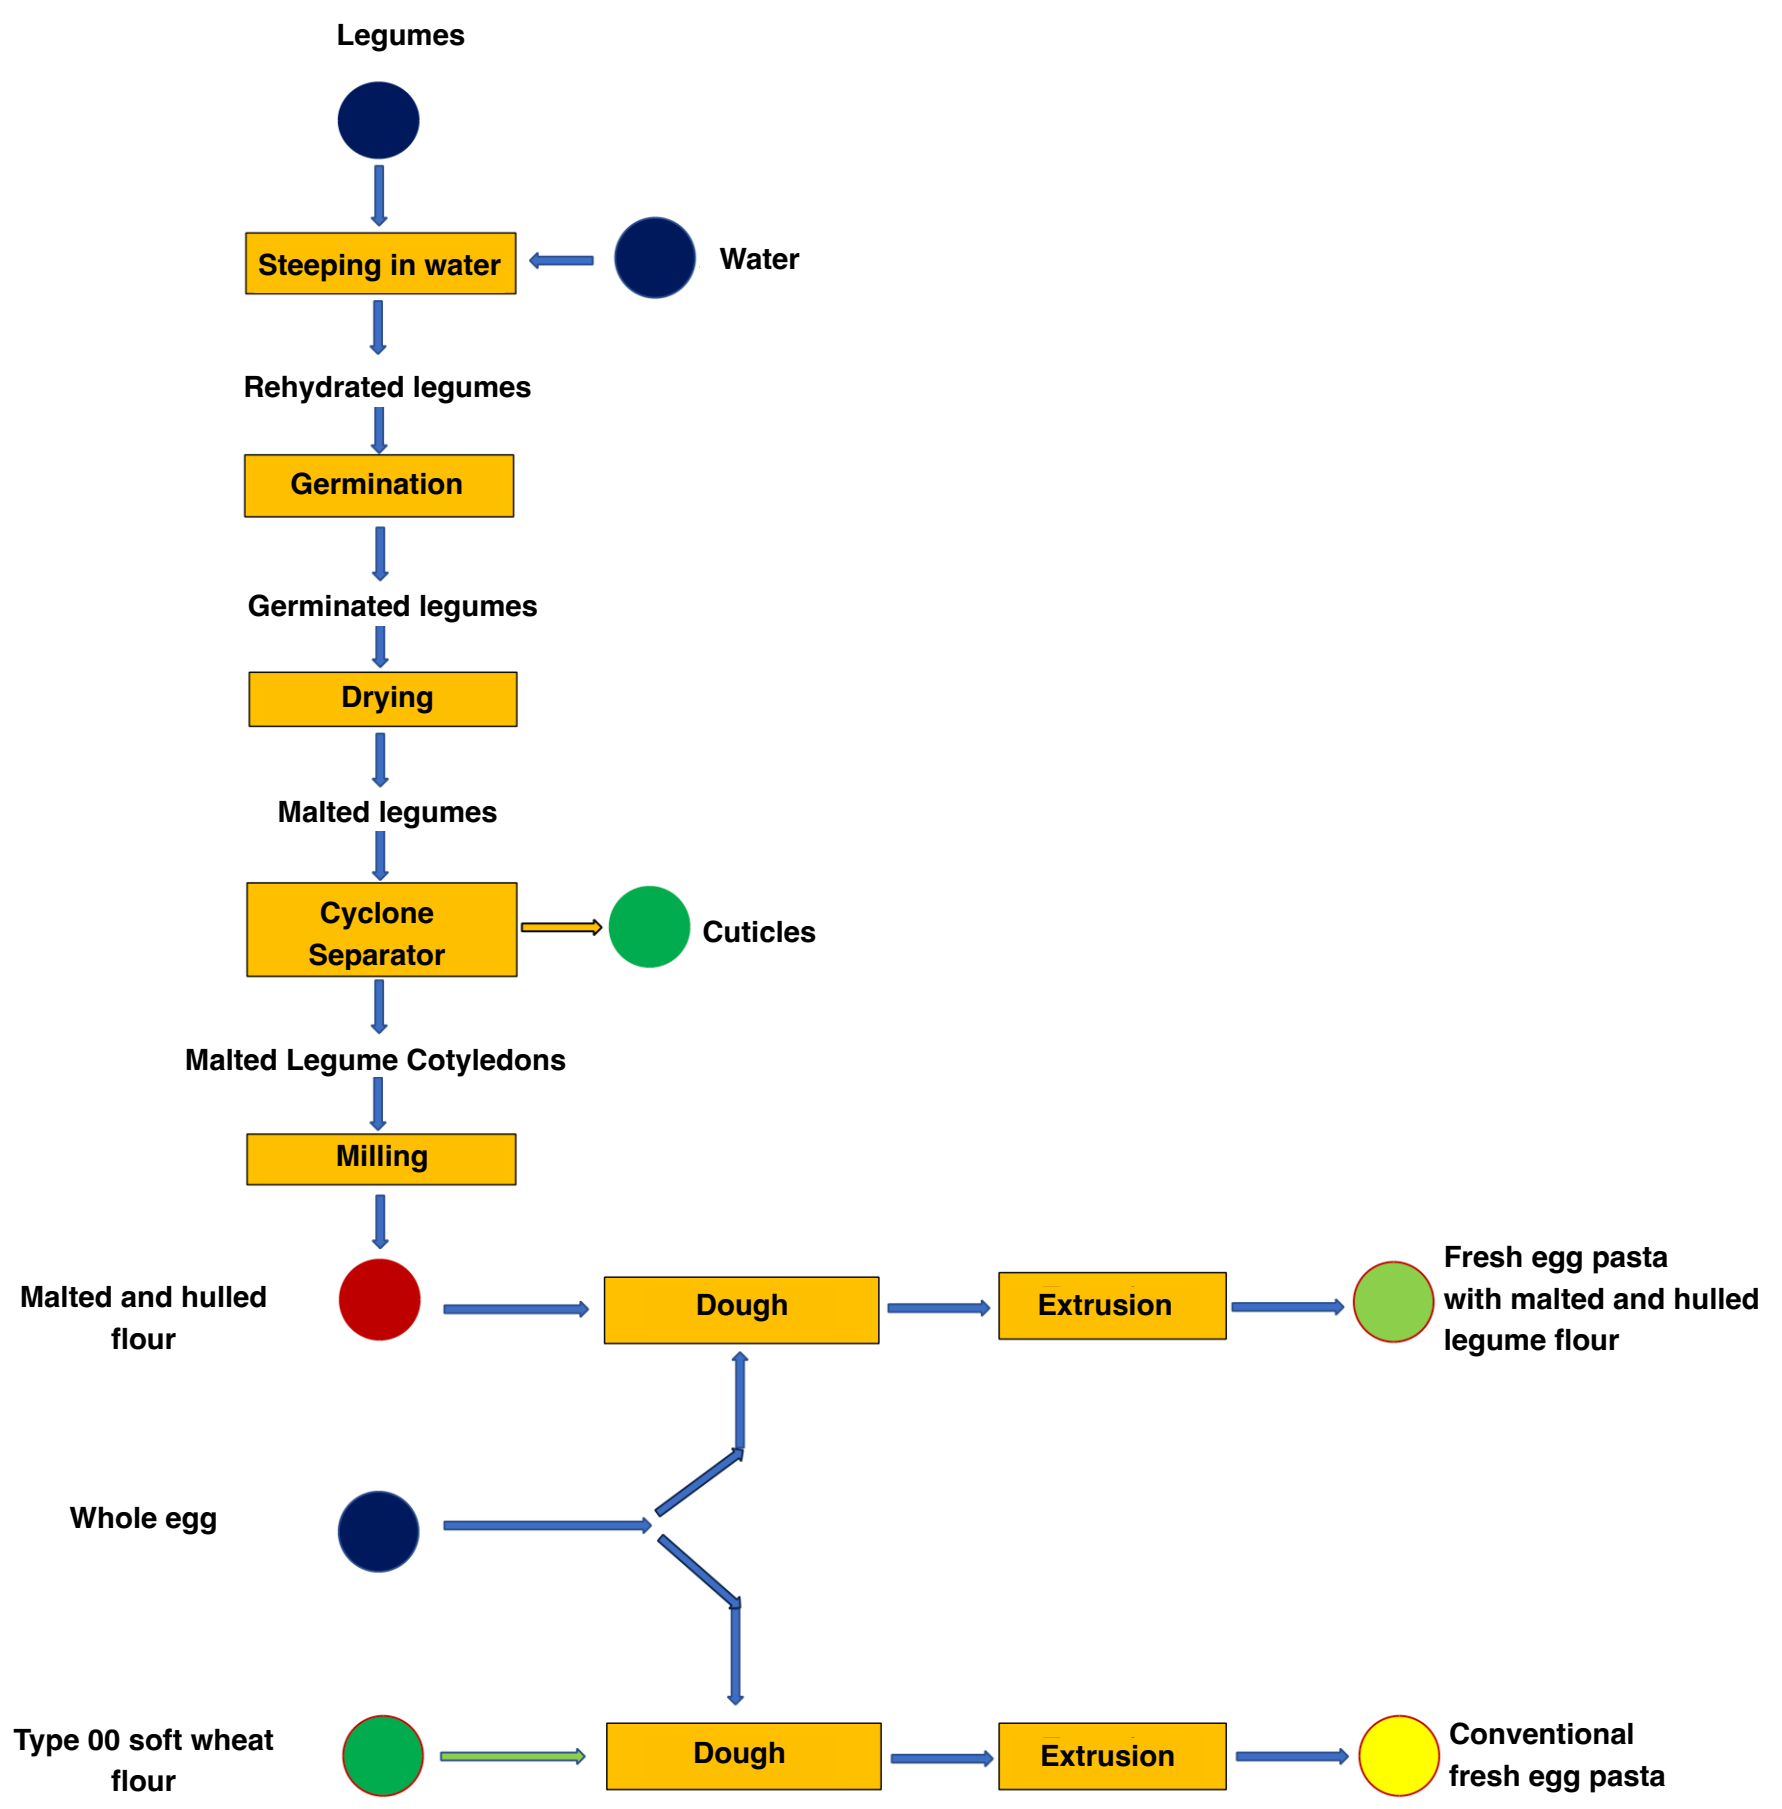 Legumes
Steeping in water
Water
Rehydrated legumes
Germination
Germinated legumes
Drying
Malted legumes
Cyclone
Separator
Cuticles
Malted Legume Cotyledons
Milling
Malted and hulled
flour
Dough
Extrusion
Fresh egg pasta
with malted and hulled
legume flour
Whole egg
Type 00 soft wheat
flour
Dough
Extrusion
Conventional
fresh egg pasta